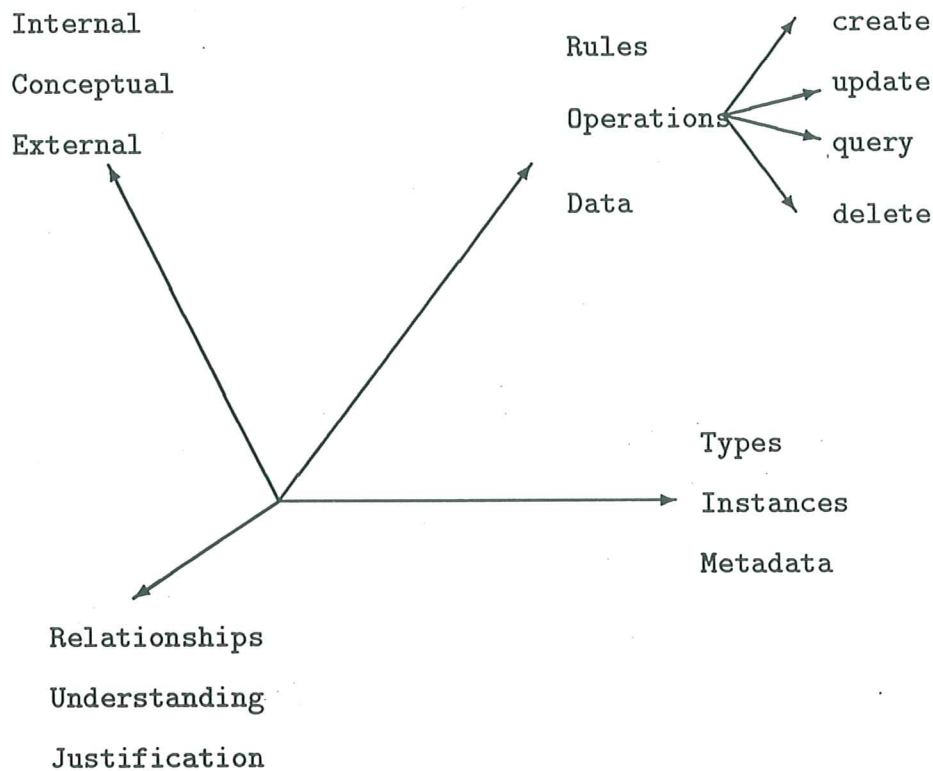 Internal
Conceptual
External
Rules
Operations
Data
create
update
query
delete
Types
Instances
Metadata
Relationships
Understanding
Justification